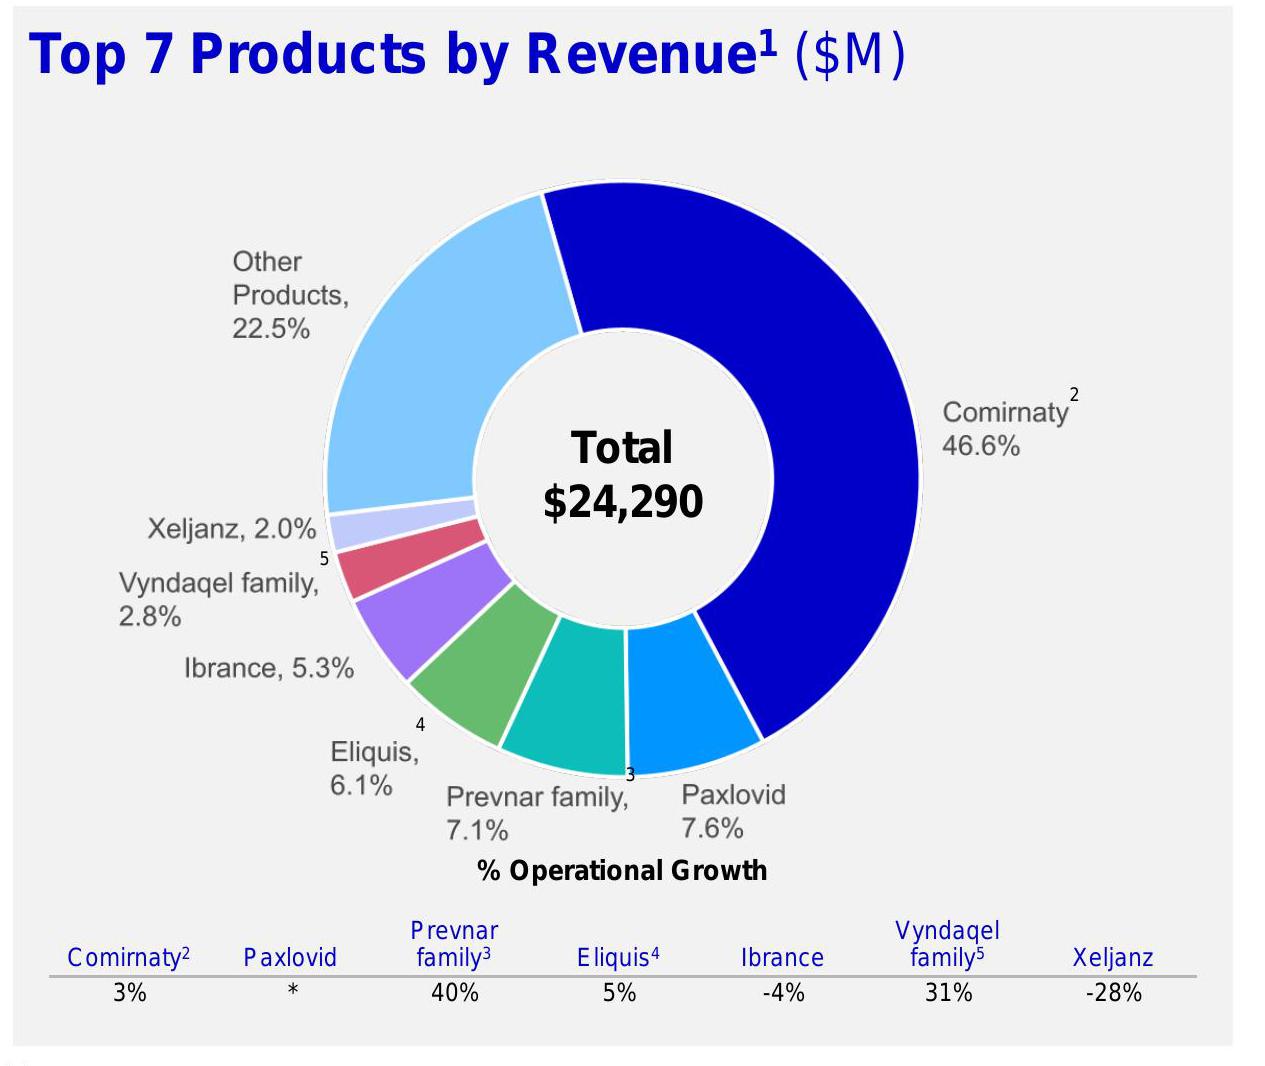 Top 7 Products by Revenue¹ ($M)
Other
Products,
22.5%
Comirnaty²
46.6%
Total
$24,290
Xeljanz, 2.0%
Vyndaqel family,⁵
2.8%
Ibrance, 5.3%
Eliquis,⁴
6.1%
Prevnar family,³
7.1%
Paxlovid
7.6%
% Operational Growth
Comirnaty² Paxlovid Prevnar family³ Eliquis⁴ Ibrance Vyndaqel family⁵ Xeljanz
3% * 40% 5% -4% 31% -28%